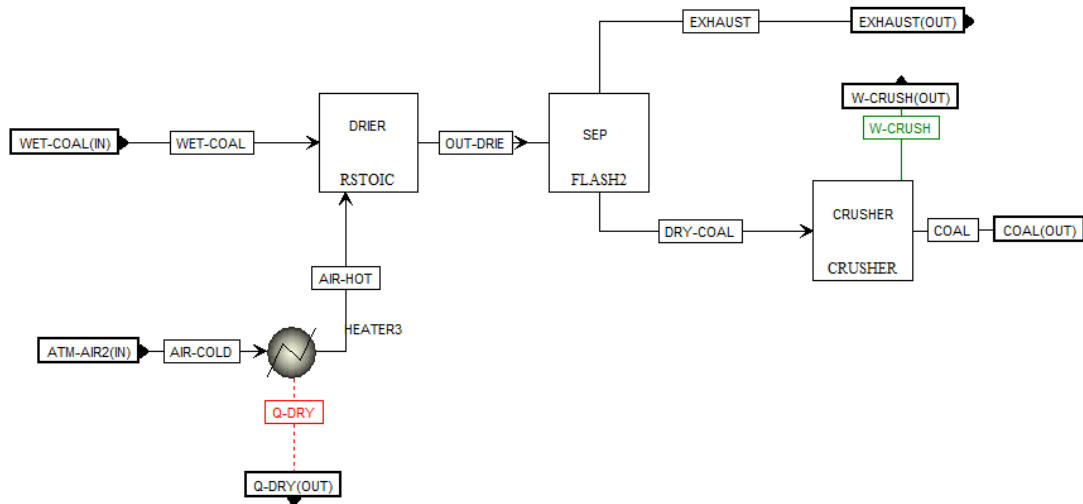 EXHAUST
EXHAUST(OUT)
W-CRUSH(OUT)
W-CRUSH
DRIER
RSTOIC
SEP
FLASH2
WET-COAL(IN)
WET-COAL
OUT-DRIE
CRUSHER
CRUSHER
DRY-COAL
COAL
COAL(OUT)
AIR-HOT
HEATER3
ATM-AIR2(IN)
AIR-COLD
Q-DRY
Q-DRY(OUT)